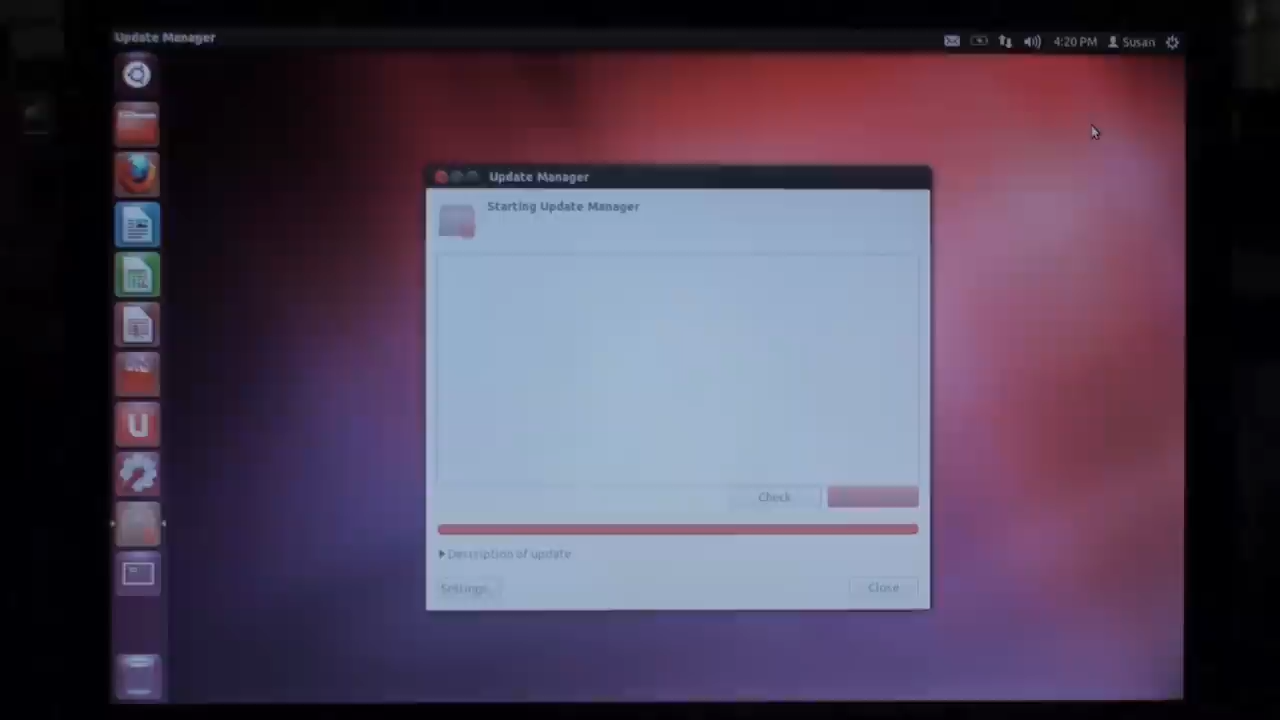 Update Manager
4:20 PM Susan
Update Manager
Starting Update Manager
Check
Description of update
Settings...
Close